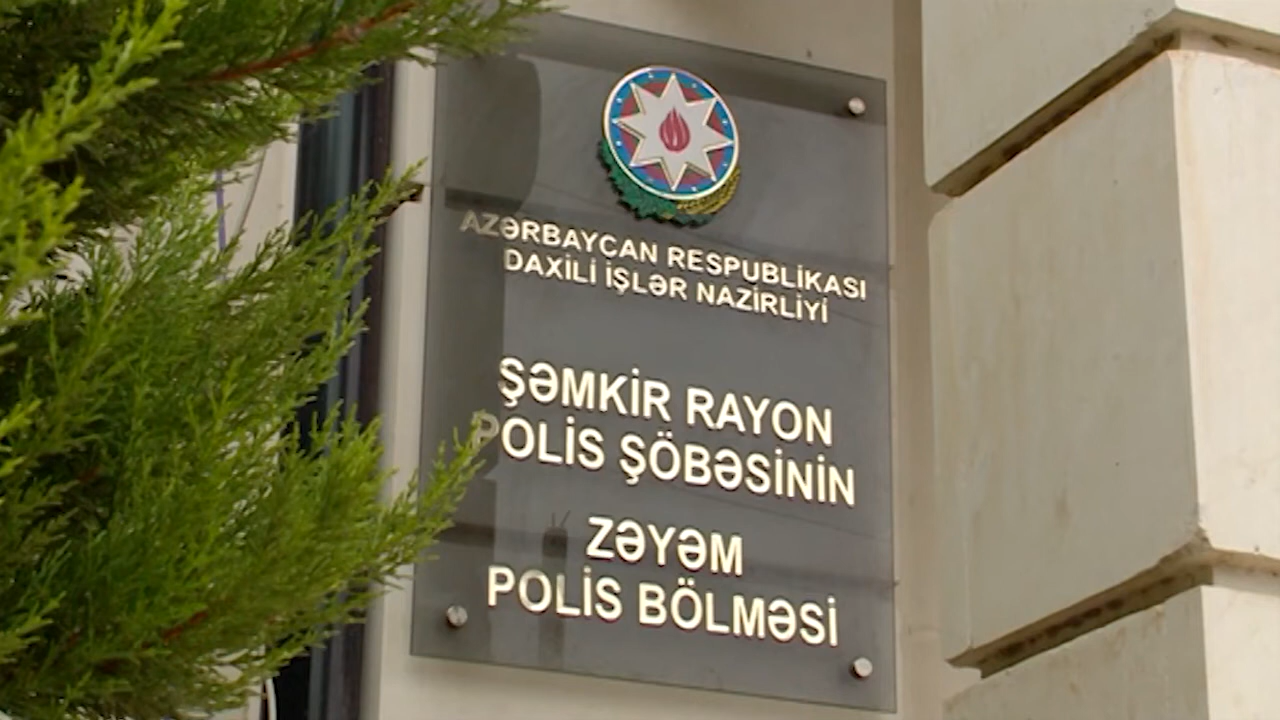 AZƏRBAYCAN RESPUBLİKASI
DAXİLİ İŞLƏR NAZİRLİYİ
ŞƏMKİR RAYON
POLİS ŞÖBƏSİNİN
ZƏYƏM
POLİS BÖLMƏSİ